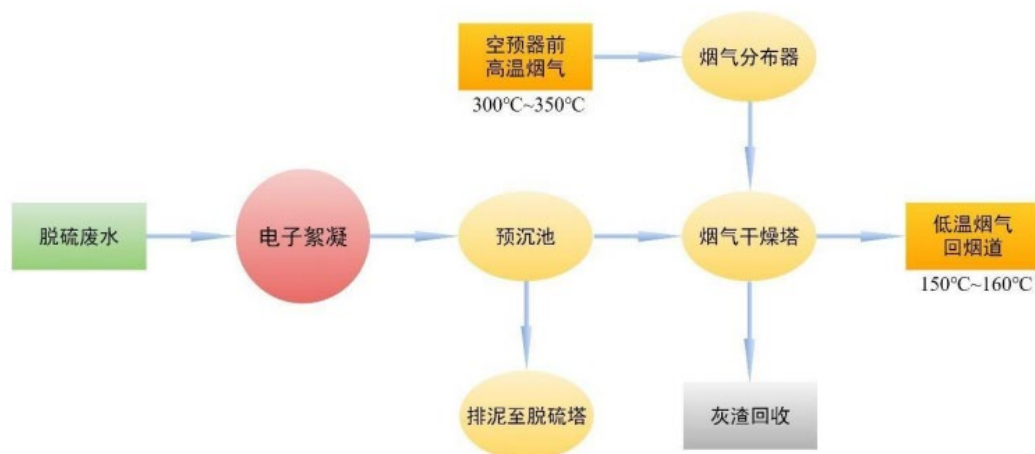 空预器前
高温烟气
300℃~350℃
烟气分布器
脱硫废水
电子絮凝
预沉池
烟气干燥塔
低温烟气
回烟道
150℃~160℃
排泥至脱硫塔
灰渣回收